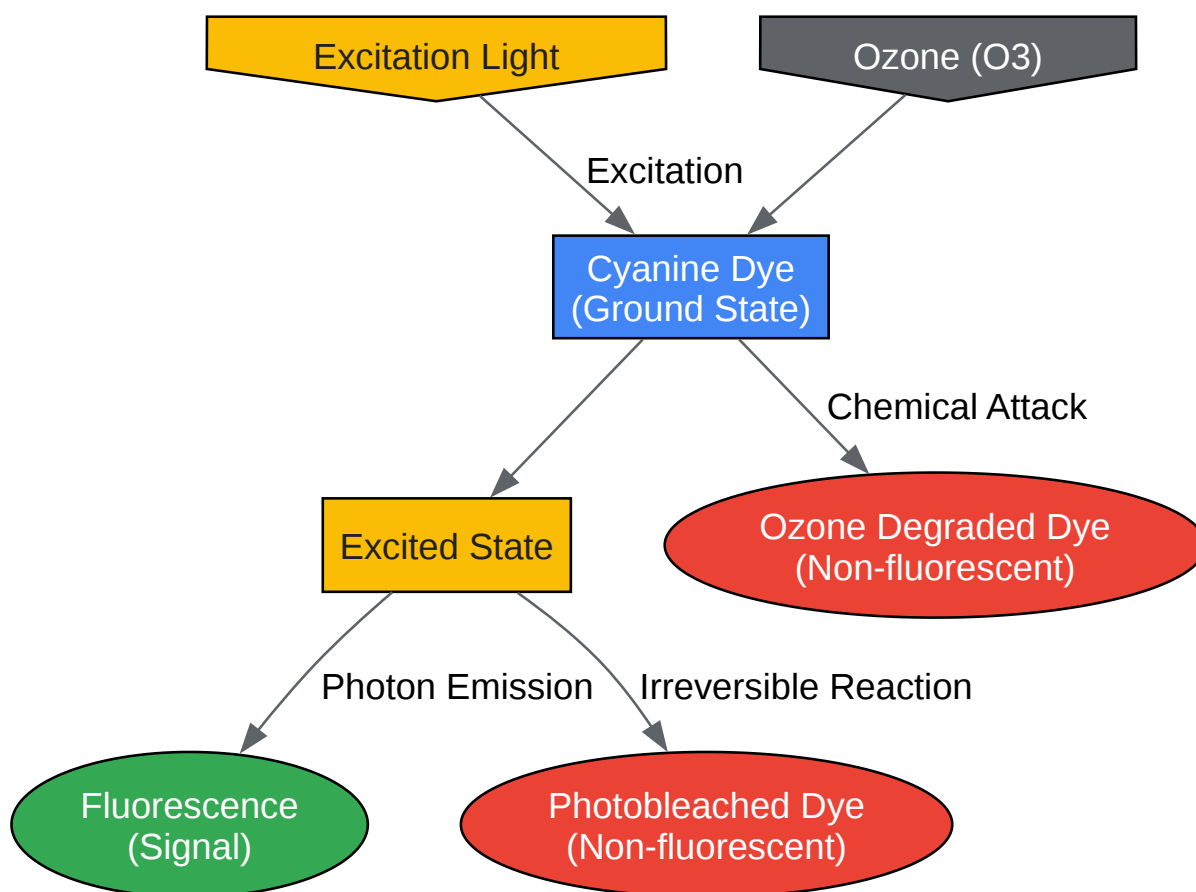 Excitation Light
Ozone (O3)
Excitation
Cyanine Dye
(Ground State)
Chemical Attack
Excited State
Ozone Degraded Dye
(Non-fluorescent)
Photon Emission
Irreversible Reaction
Fluorescence
(Signal)
Photobleached Dye
(Non-fluorescent)